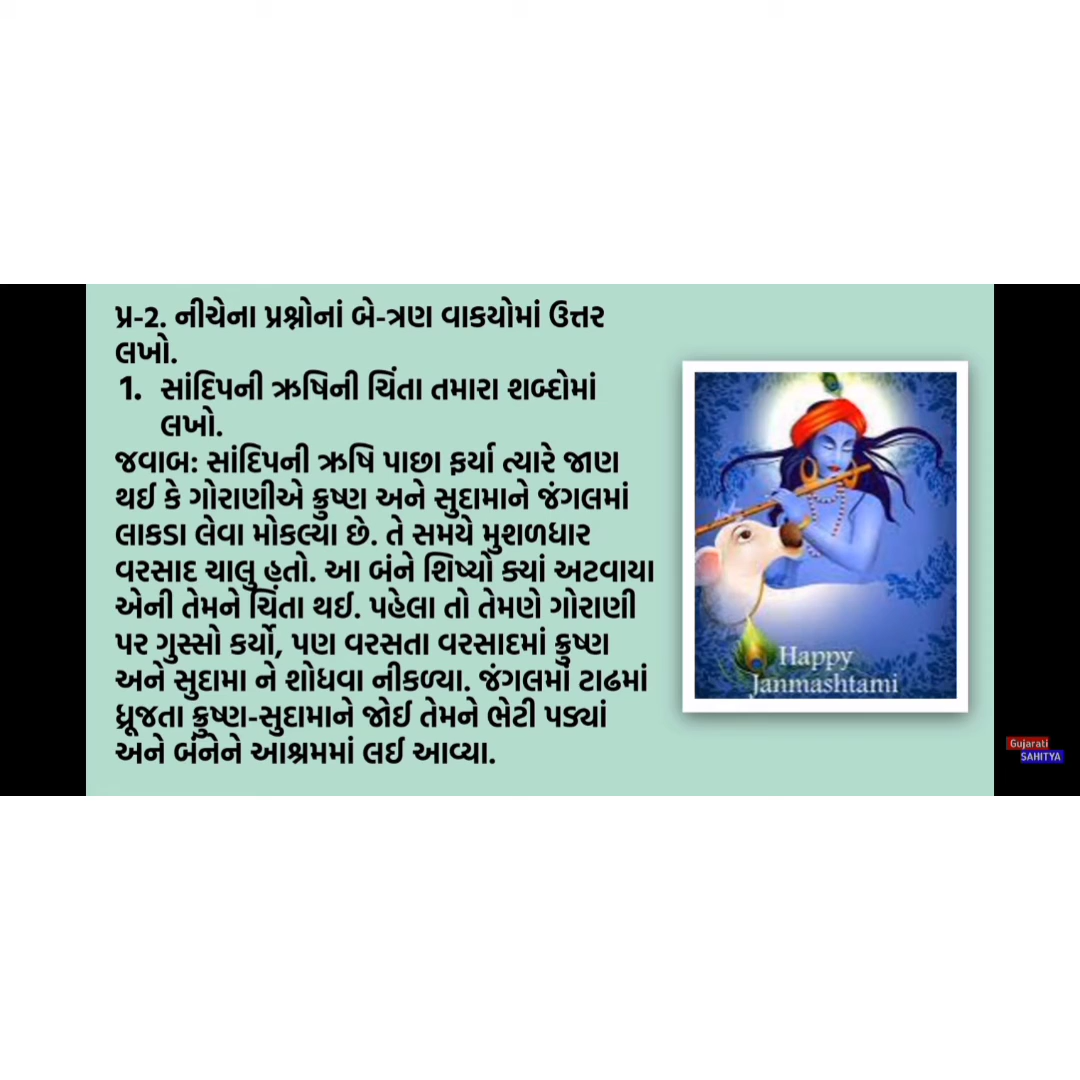 પ્ર-2. નીચેના પ્રશ્નોનાં બે-ત્રણ વાકયોમાં ઉત્તર
લખો.
1. સાંદિપની ઋષિની ચિંતા તમારા શબ્દોમાં
લખો.
જવાબ: સાંદિપની ઋષિ પાછા ફર્યા ત્યારે જાણ
થઈ કે ગોરાણીએ ક્રુષ્ણ અને સુદામાને જંગલમાં
લાકડા લેવા મોકલ્યા છે. તે સમયે મુશળધાર
વરસાદ ચાલુ હતો. આ બંને શિષ્યો ક્યાં અટવાયા
એની તેમને ચિંતા થઈ. પહેલા તો તેમણે ગોરાણી
પર ગુસ્સો કર્યો, પણ વરસતા વરસાદમાં ક્રુષ્ણ
અને સુદામા ને શોધવા નીકળ્યા. જંગલમાં ટાઢમાં
ધ્રૂજતા ક્રુષ્ણ-સુદામાને જોઈ તેમને ભેટી પડ્યાં
અને બંનેને આશ્રમમાં લઈ આવ્યા.
Happy
Janmashtami
Gujarati
SAHITYA